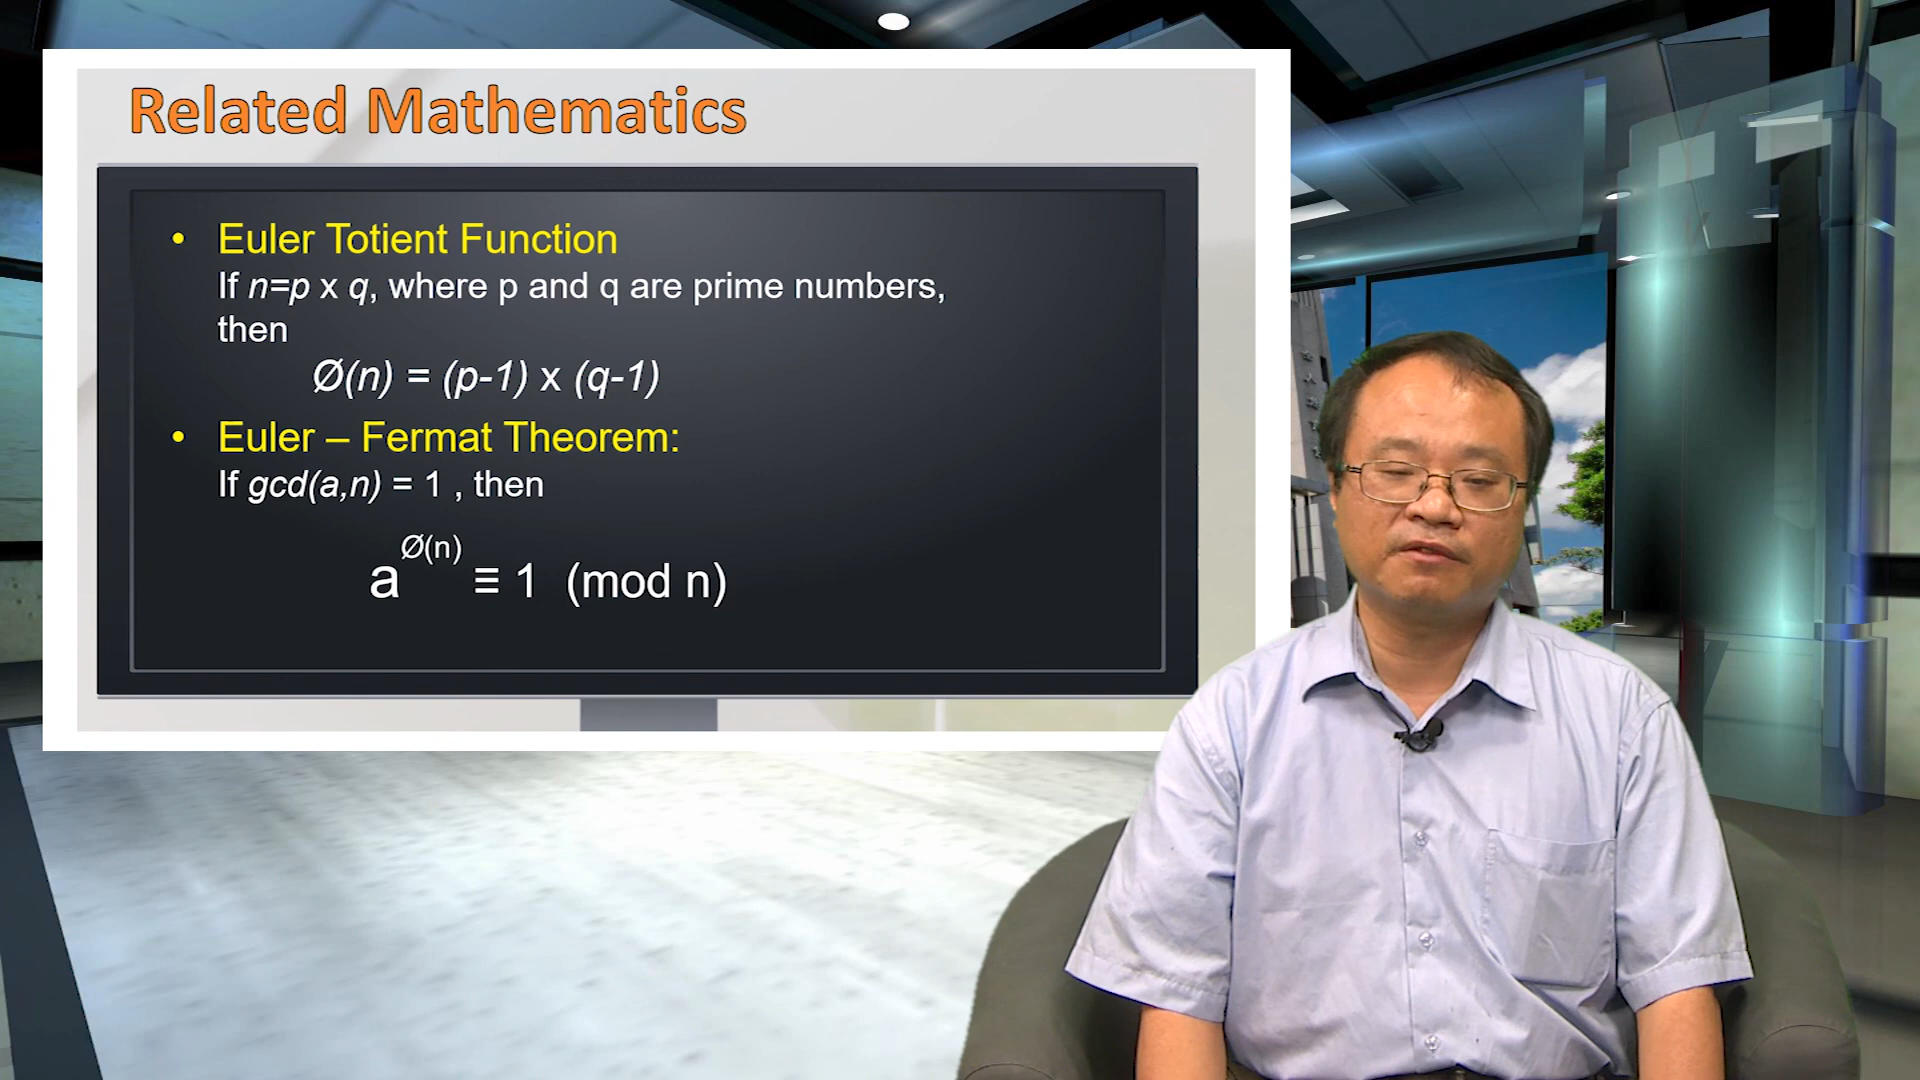 Related Mathematics
• Euler Totient Function
If n=p x q, where p and q are prime numbers,
then
Ø(n) = (p-1) x (q-1)
• Euler – Fermat Theorem:
If gcd(a,n) = 1 , then
a^Ø(n) ≡ 1 (mod n)